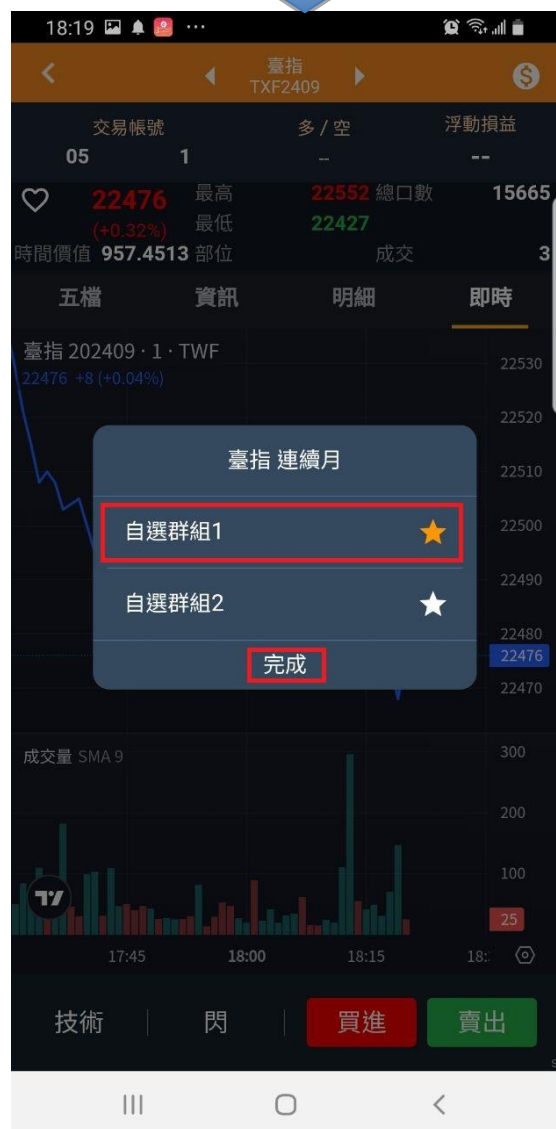 18:19
臺指
TXF2409
交易帳號 多 / 空 浮動損益
05 1 -- --
22476 最高 22552 總口數 15665
(+0.32%) 最低 22427
時間價值 957.4513 部位 成交 3
五檔 資訊 明細 即時
臺指 202409 · 1 · TWF
22476 +8 (+0.04%)
22530
22520
臺指 連續月
22510
自選群組1
22500
22490
自選群組2
22480
完成
22476
22470
成交量 SMA 9
300
200
100
25
17:45 18:00 18:15 18:
技術 閃 買進 賣出